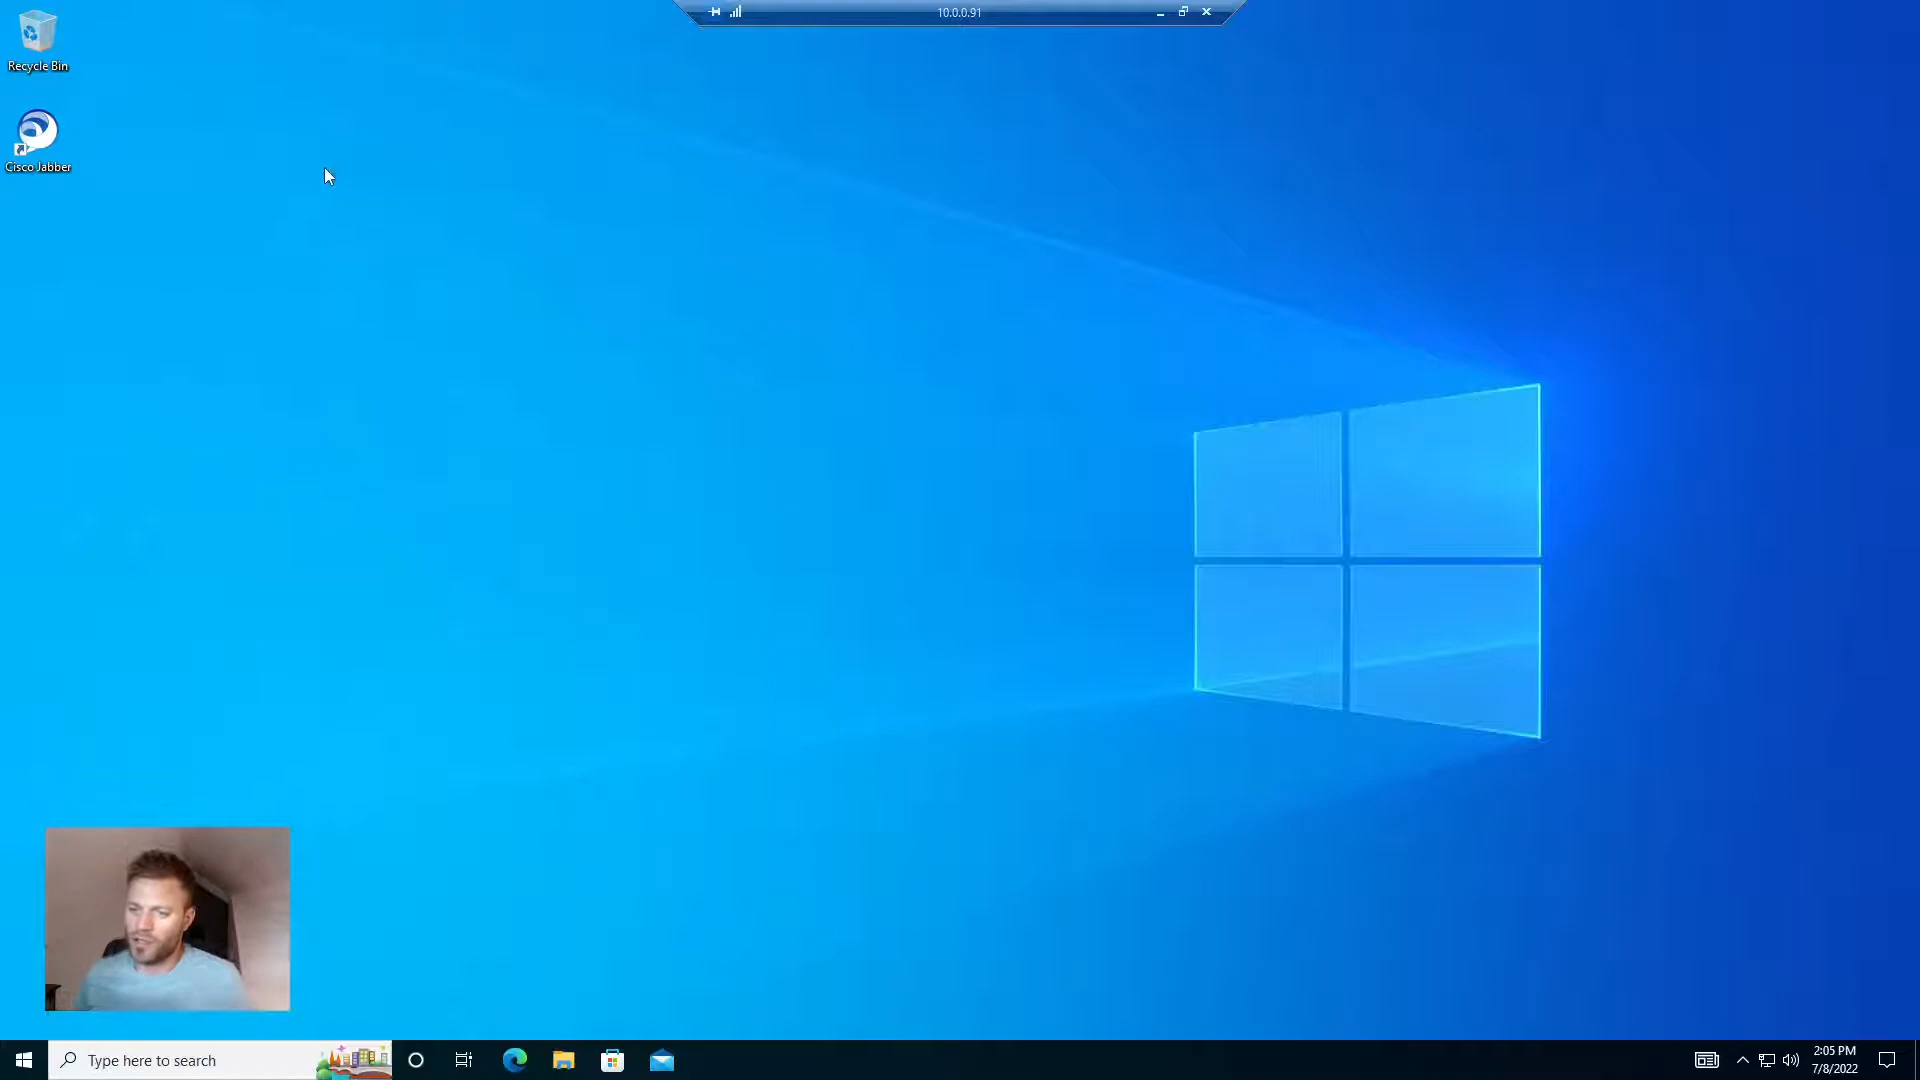 10.0.0.91
Recycle Bin
Cisco Jabber
Type here to search
2:05 PM
7/8/2022